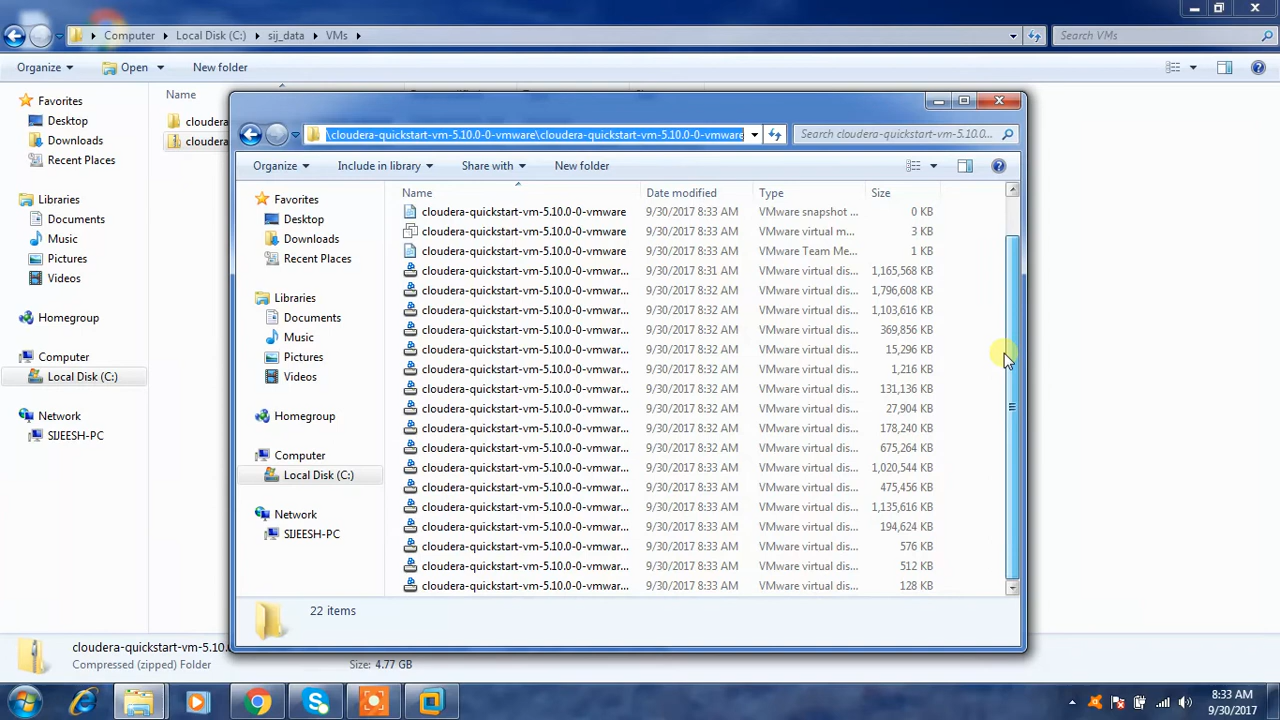 Computer Local Disk (C:) sij_data VMs
Search VMs
Organize Open New folder
Name
cloudera
cloudera
Favorites
Desktop
Downloads
Recent Places
Libraries
Documents
Music
Pictures
Videos
Homegroup
Computer
Local Disk (C:)
Network
SIJEESH-PC
\cloudera-quickstart-vm-5.10.0-0-vmware\cloudera-quickstart-vm-5.10.0-0-vmware
Search cloudera-quickstart-vm-5.10.0...
Organize Include in library Share with New folder
Favorites
Desktop
Downloads
Recent Places
Libraries
Documents
Music
Pictures
Videos
Homegroup
Computer
Local Disk (C:)
Network
SIJEESH-PC
Name Date modified Type Size
cloudera-quickstart-vm-5.10.0-0-vmware 9/30/2017 8:33 AM VMware snapshot ... 0 KB
cloudera-quickstart-vm-5.10.0-0-vmware 9/30/2017 8:33 AM VMware virtual m... 3 KB
cloudera-quickstart-vm-5.10.0-0-vmware 9/30/2017 8:33 AM VMware Team Me... 1 KB
cloudera-quickstart-vm-5.10.0-0-vmwar... 9/30/2017 8:31 AM VMware virtual dis... 1,165,568 KB
cloudera-quickstart-vm-5.10.0-0-vmwar... 9/30/2017 8:32 AM VMware virtual dis... 1,796,608 KB
cloudera-quickstart-vm-5.10.0-0-vmwar... 9/30/2017 8:32 AM VMware virtual dis... 1,103,616 KB
cloudera-quickstart-vm-5.10.0-0-vmwar... 9/30/2017 8:32 AM VMware virtual dis... 369,856 KB
cloudera-quickstart-vm-5.10.0-0-vmwar... 9/30/2017 8:32 AM VMware virtual dis... 15,296 KB
cloudera-quickstart-vm-5.10.0-0-vmwar... 9/30/2017 8:32 AM VMware virtual dis... 1,216 KB
cloudera-quickstart-vm-5.10.0-0-vmwar... 9/30/2017 8:32 AM VMware virtual dis... 131,136 KB
cloudera-quickstart-vm-5.10.0-0-vmwar... 9/30/2017 8:32 AM VMware virtual dis... 27,904 KB
cloudera-quickstart-vm-5.10.0-0-vmwar... 9/30/2017 8:32 AM VMware virtual dis... 178,240 KB
cloudera-quickstart-vm-5.10.0-0-vmwar... 9/30/2017 8:32 AM VMware virtual dis... 675,264 KB
cloudera-quickstart-vm-5.10.0-0-vmwar... 9/30/2017 8:33 AM VMware virtual dis... 1,020,544 KB
cloudera-quickstart-vm-5.10.0-0-vmwar... 9/30/2017 8:33 AM VMware virtual dis... 475,456 KB
cloudera-quickstart-vm-5.10.0-0-vmwar... 9/30/2017 8:33 AM VMware virtual dis... 1,135,616 KB
cloudera-quickstart-vm-5.10.0-0-vmwar... 9/30/2017 8:33 AM VMware virtual dis... 194,624 KB
cloudera-quickstart-vm-5.10.0-0-vmwar... 9/30/2017 8:33 AM VMware virtual dis... 576 KB
cloudera-quickstart-vm-5.10.0-0-vmwar... 9/30/2017 8:33 AM VMware virtual dis... 512 KB
cloudera-quickstart-vm-5.10.0-0-vmwar... 9/30/2017 8:33 AM VMware virtual dis... 128 KB
22 items
cloudera-quickstart-vm-5.10.
Compressed (zipped) Folder Size: 4.77 GB
8:33 AM
9/30/2017